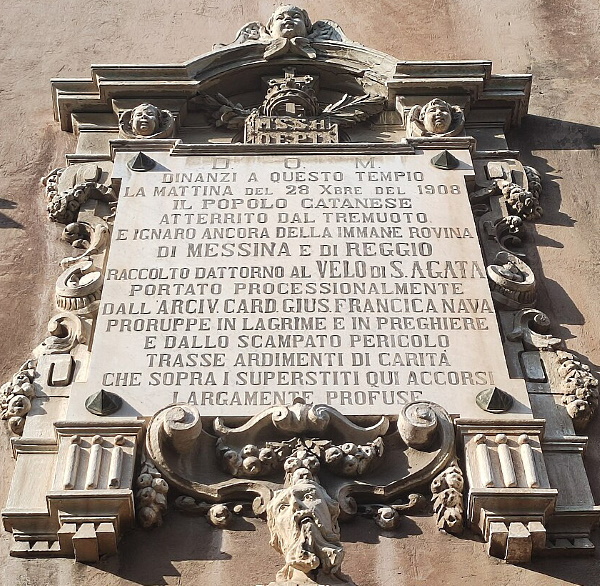 D. O. M.
DINANZI A QUESTO TEMPIO
LA MATTINA DEL 28 XBRE DEL 1908
IL POPOLO CATANESE
ATTERRITO DAL TREMUOTO
E IGNARO ANCORA DELLA IMMANE ROVINA
DI MESSINA E DI REGGIO
RACCOLTO DATTORNO AL VELO DI S. AGATA
PORTATO PROCESSIONALMENTE
DALL'ARCIV. CARD. GIUS. FRANCICA NAVA
PRORUPPE IN LAGRIME E IN PREGHIERE
E DALLO SCAMPATO PERICOLO
TRASSE ARDIMENTI DI CARITÁ
CHE SOPRA I SUPERSTITI QUI ACCORSI
LARGAMENTE PROFUSE